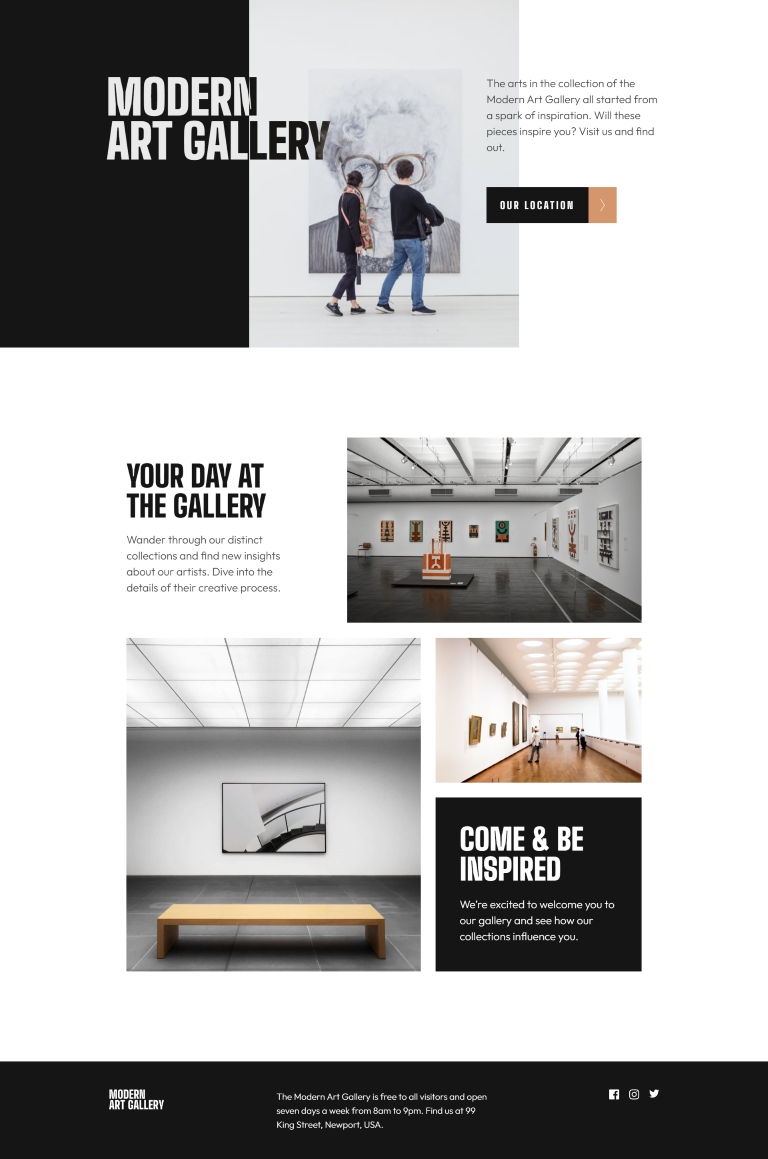 MODERN
ART GALLERY
The arts in the collection of the
Modern Art Gallery all started from
a spark of inspiration. Will these
pieces inspire you? Visit us and find
out.
OUR LOCATION
YOUR DAY AT
THE GALLERY
Wander through our distinct
collections and find new insights
about our artists. Dive into the
details of their creative process.
COME & BE
INSPIRED
We’re excited to welcome you to
our gallery and see how our
collections influence you.
MODERN
ART GALLERY
The Modern Art Gallery is free to all visitors and open
seven days a week from 8am to 9pm. Find us at 99
King Street, Newport, USA.